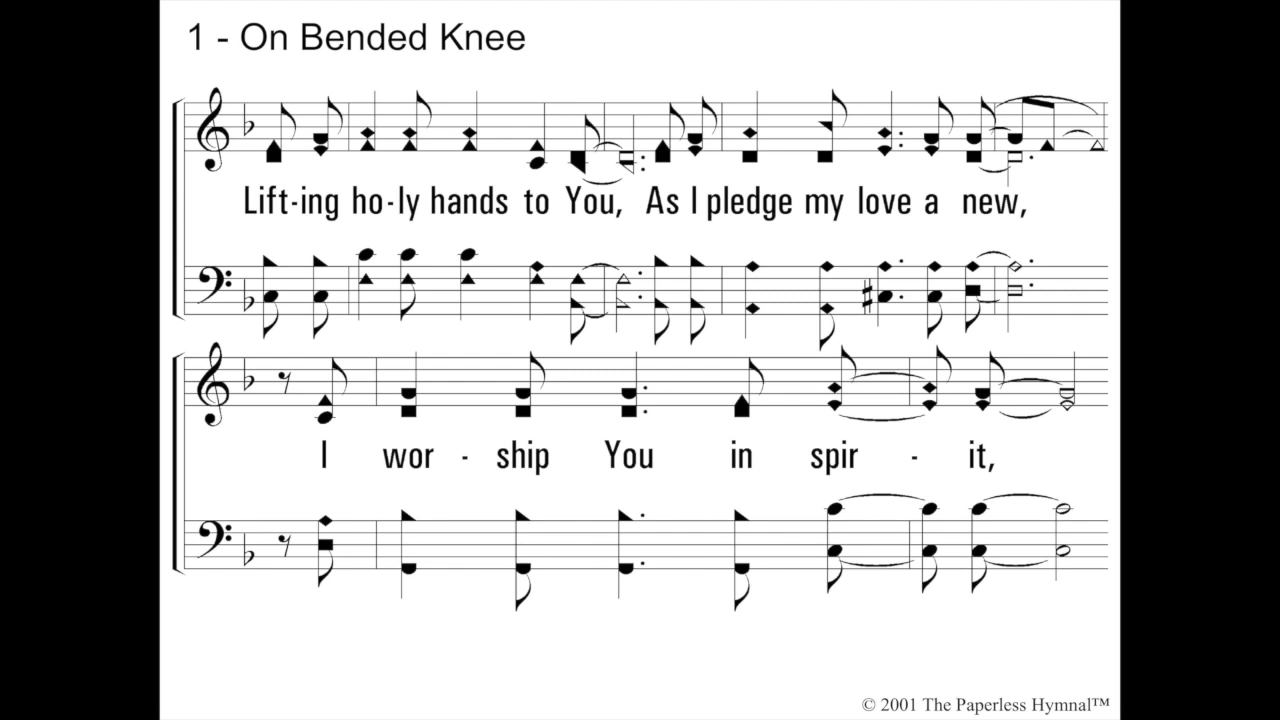 1 - On Bended Knee
Lift-ing ho-ly hands to You, As I pledge my love a new,
I wor - ship You in spir - it,
© 2001 The Paperless Hymnal™